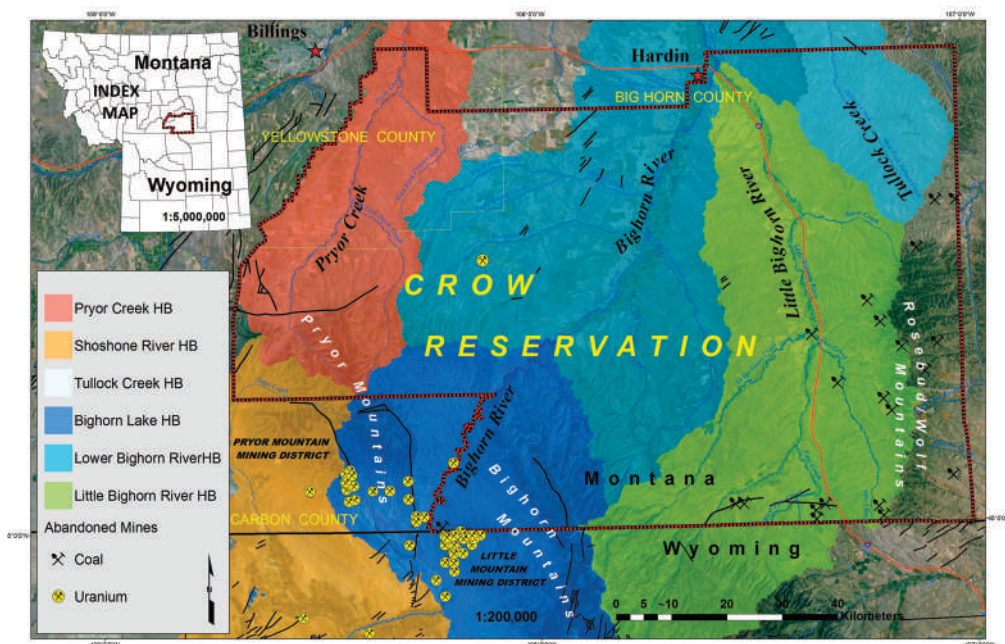 Billings
Hardin
Montana
INDEX
MAP
Wyoming
1:5,000,000
YELLOWSTONE COUNTY
BIG HORN COUNTY
Pryor Creek
Bighorn River
Little Bighorn River
Tullock Creek
CROW
RESERVATION
Pryor Mountains
Rosebud/Wolf
Mountains
Pryor Creek HB
Shoshone River HB
Tullock Creek HB
Bighorn Lake HB
Lower Bighorn RiverHB
Little Bighorn River HB
Abandoned Mines
Coal
Uranium
PRYOR MOUNTAIN
MINING DISTRICT
Bighorn River
CARBON COUNTY
Bighorn
Mountains
Montana
Wyoming
LITTLE
MOUNTAIN
MINING DISTRICT
1:200,000
0 5 10 20 30 40
Kilometers